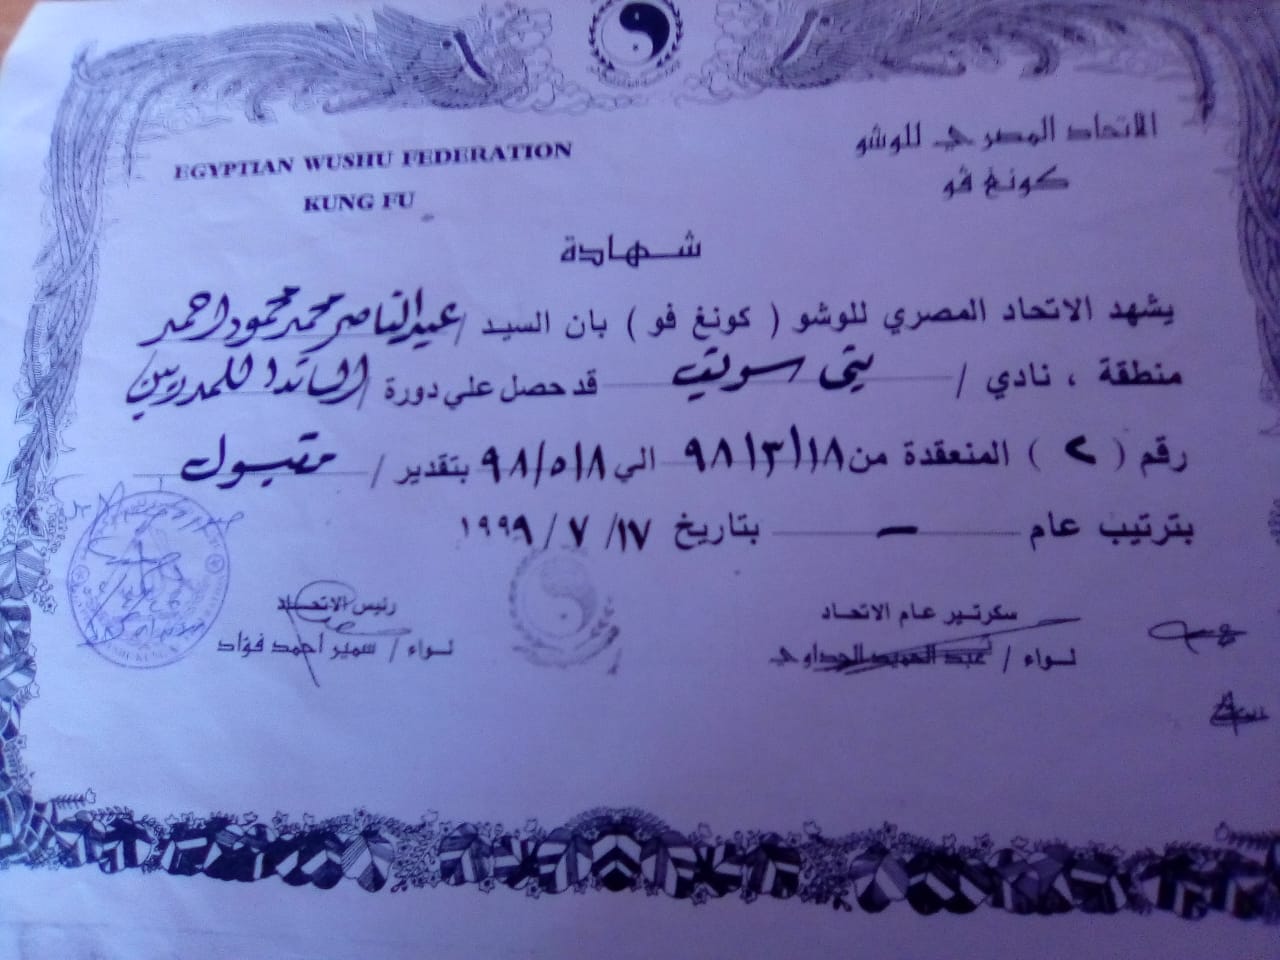 EGYPTIAN WUSHU FEDERATION
KUNG FU
الاتحاد المصري للوشو
كونغ فو
شهادة
يشهد الاتحاد المصري للوشو ( كونغ فو ) بان السيد / عبدالناصر محمد محمود احمد
منطقة ، نادي / بنى سويف قد حصل علي دورة / الساندا للمدربين
رقم ( ٢ ) المنعقدة من ٩٨/٣/١٨ الي ٩٨/٥/٨ بتقدير / مقبول
بترتيب عام – بتاريخ ١٧/ ٧ / ١٩٩٩
سكرتير عام الاتحاد
لواء / عبد الحميد الجداوي
رئيس الاتحاد
لواء / سمير احمد فؤاد